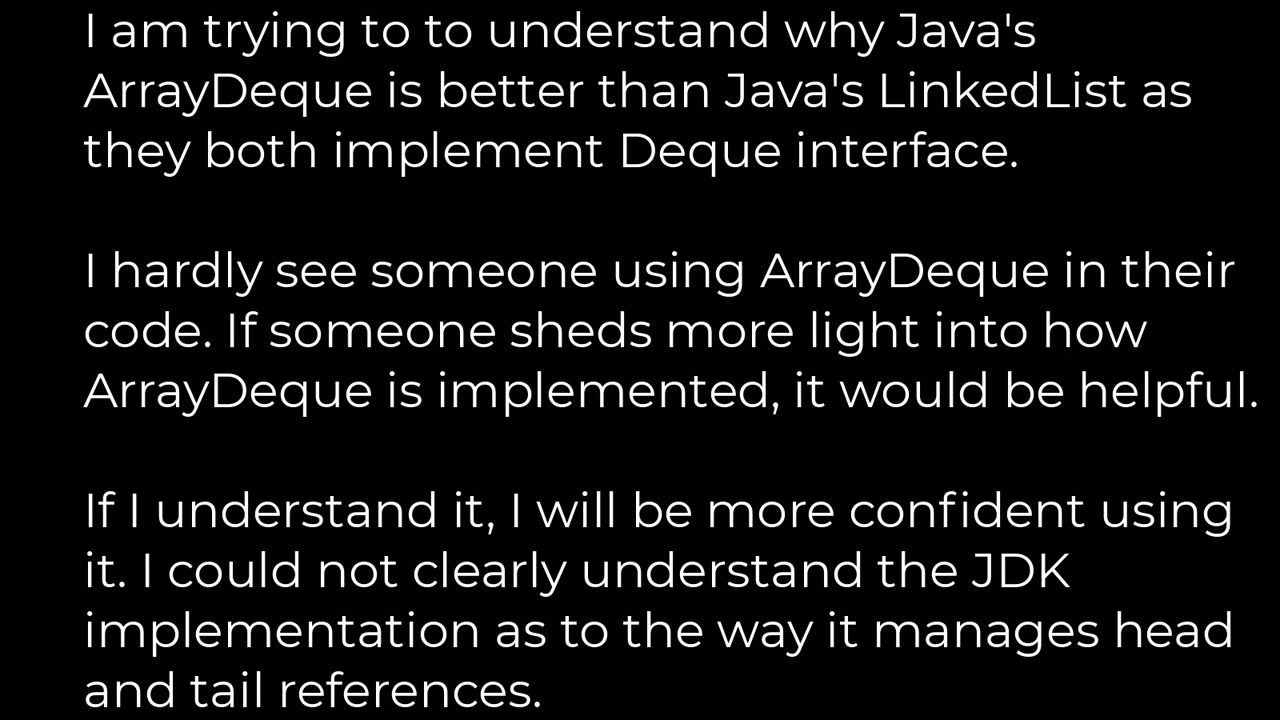 I am trying to to understand why Java's
ArrayDeque is better than Java's LinkedList as
they both implement Deque interface.
I hardly see someone using ArrayDeque in their
code. If someone sheds more light into how
ArrayDeque is implemented, it would be helpful.
If I understand it, I will be more confident using
it. I could not clearly understand the JDK
implementation as to the way it manages head
and tail references.